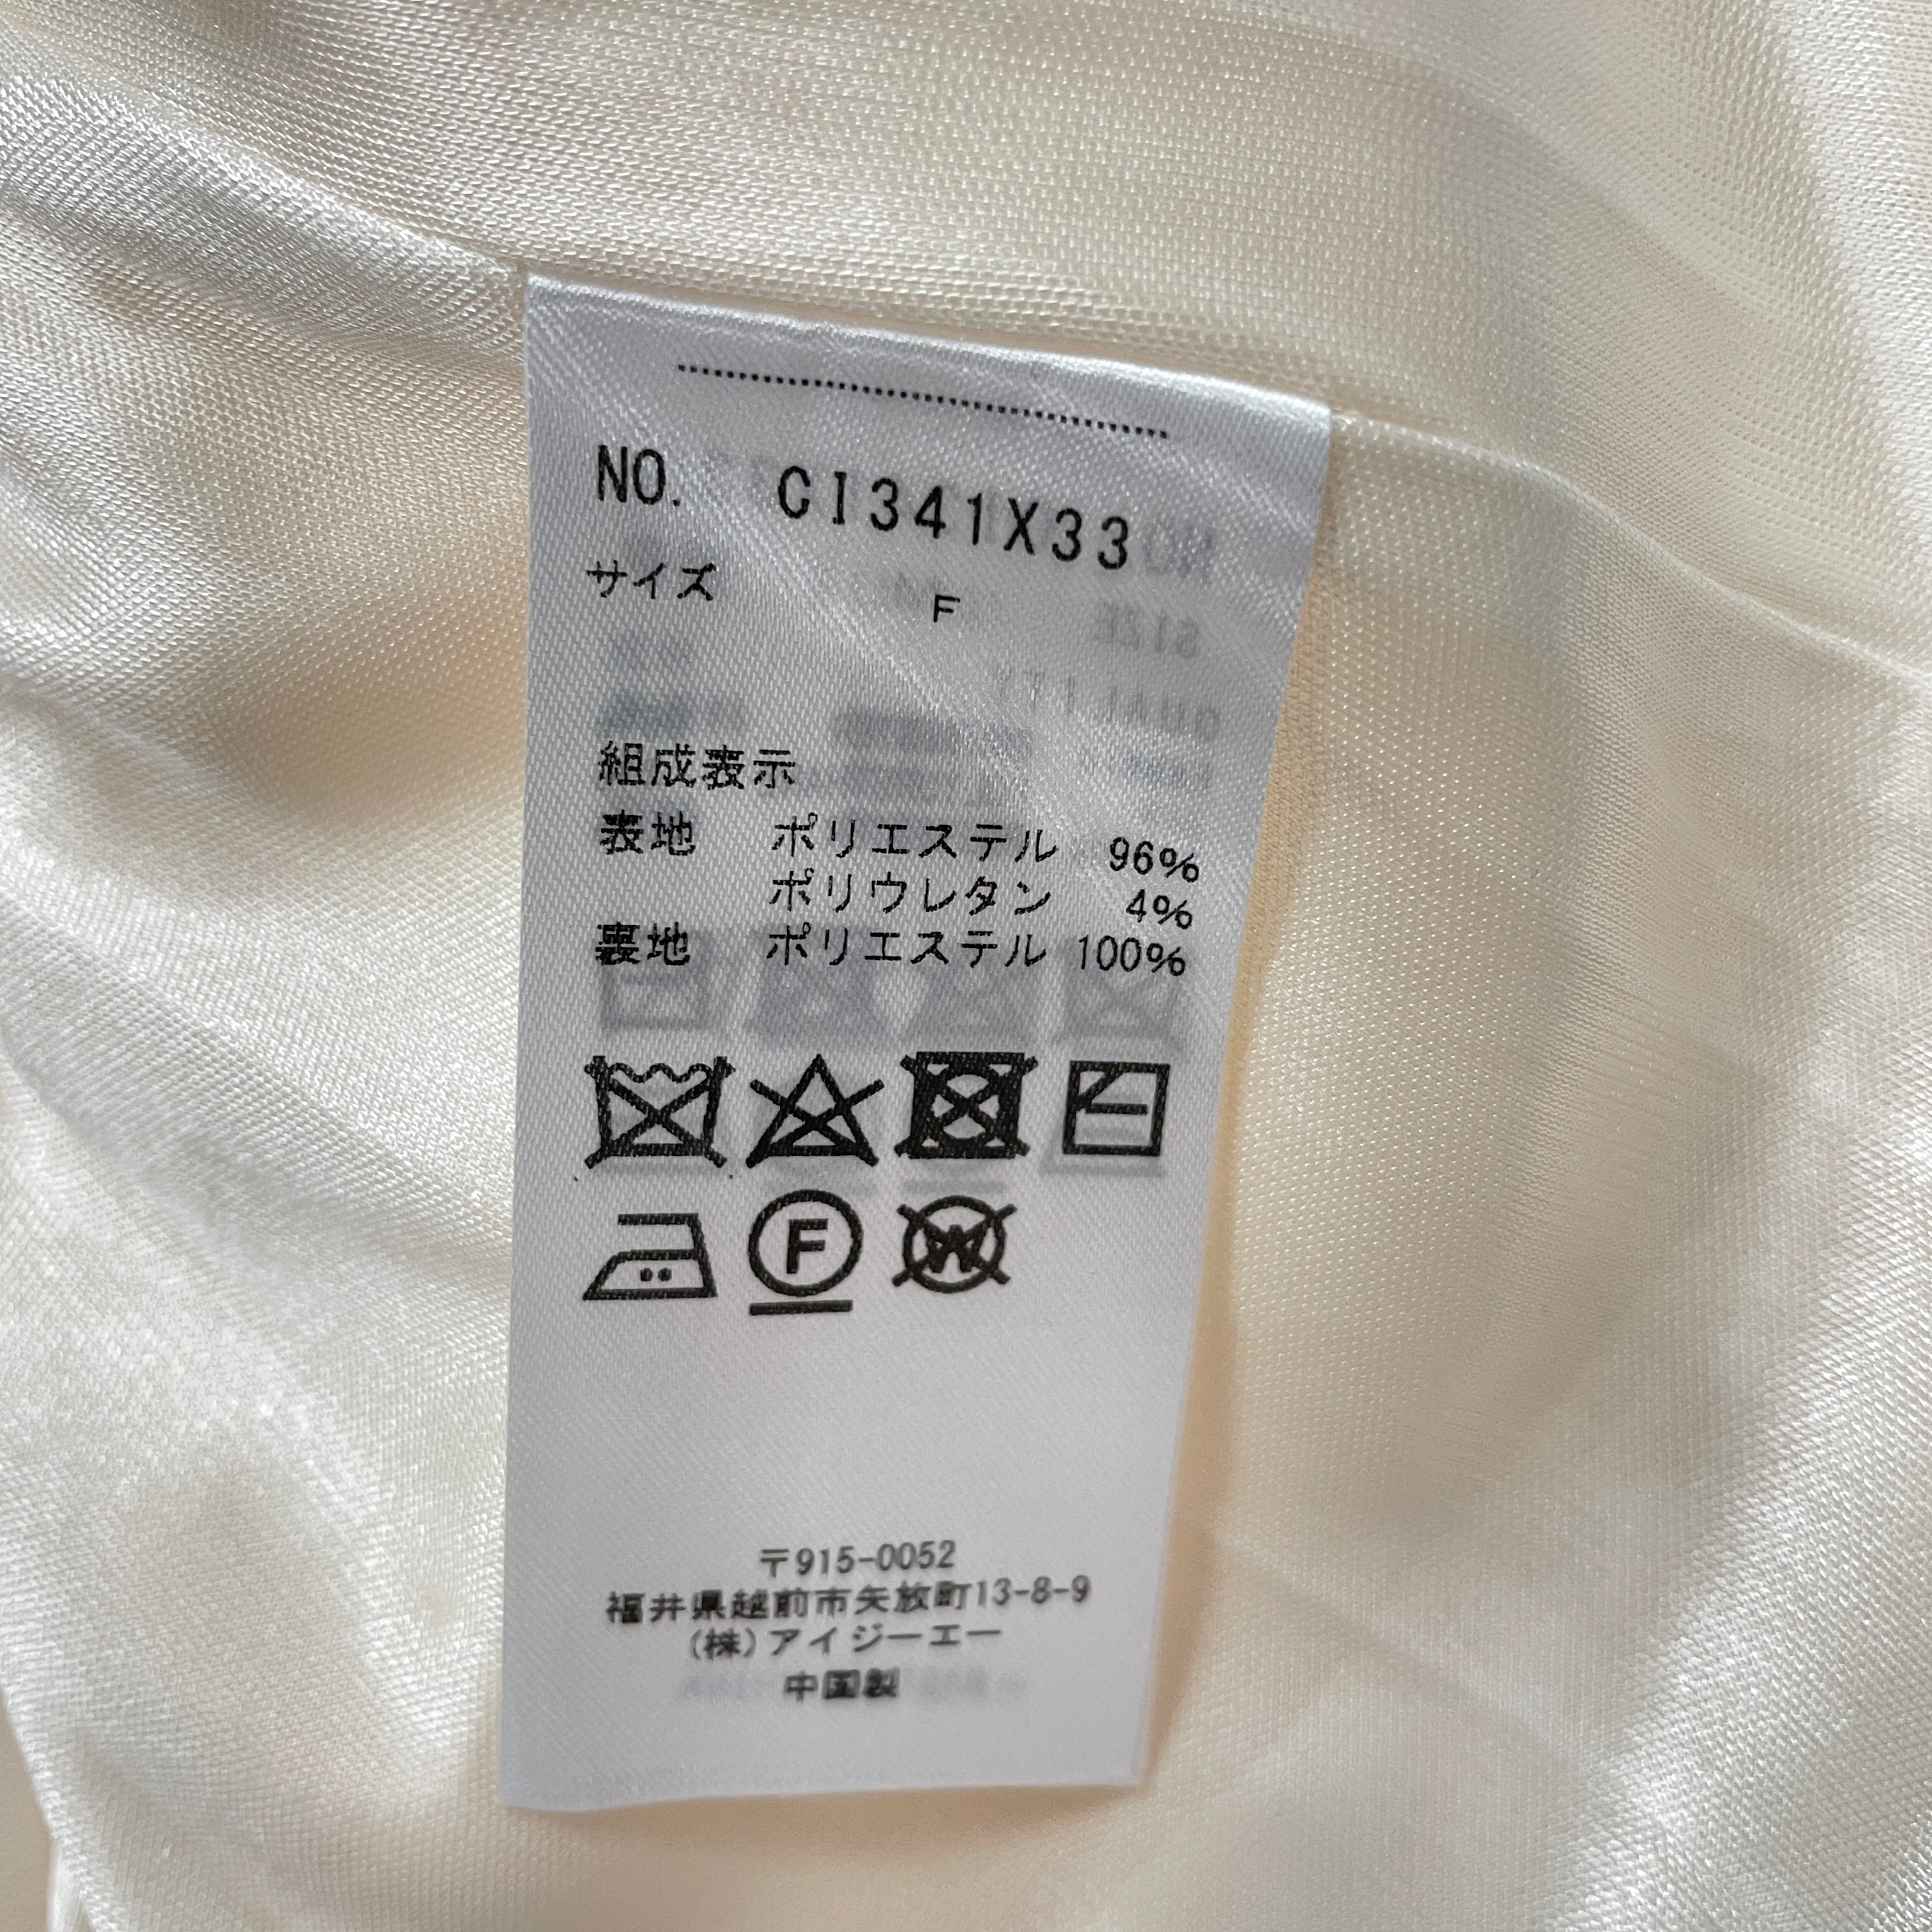 NO. CI341X33
サイズ F
組成表示
表地 ポリエステル 96%
ポリウレタン 4%
裏地 ポリエステル 100%
F
W
〒915-0052
福井県越前市矢放町13-8-9
(株)アイジーエー
中国製